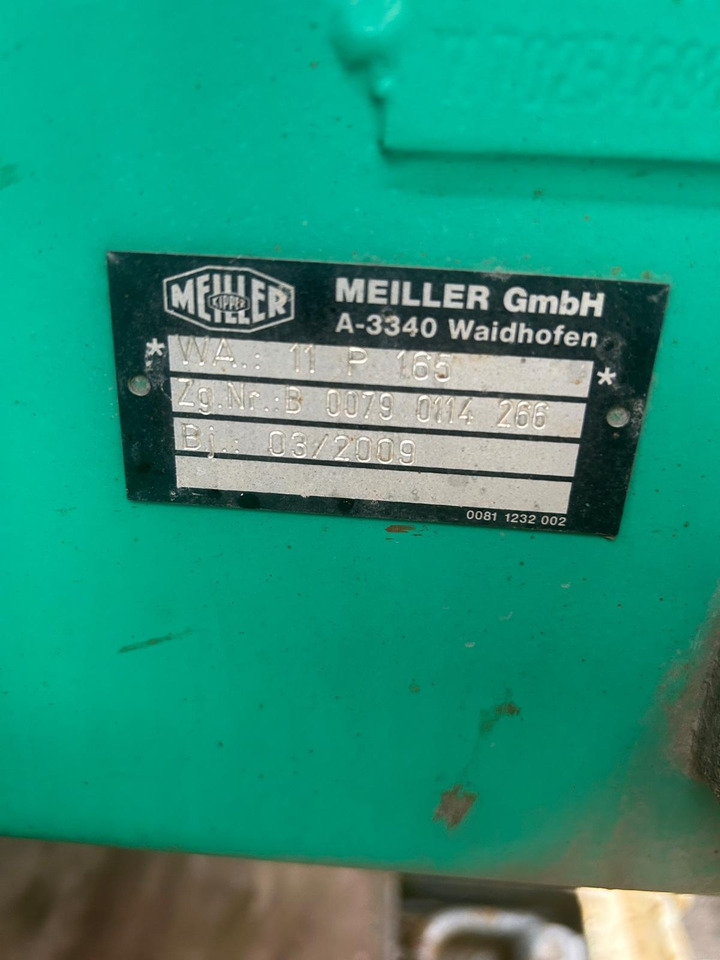 MEILLER
KIPPER
MEILLER GmbH
A-3340 Waidhofen
* WA.: 11 P 165 *
Zg.Nr.:B 0079 0114 266
Bj.: 03/2009
0081 1232 002